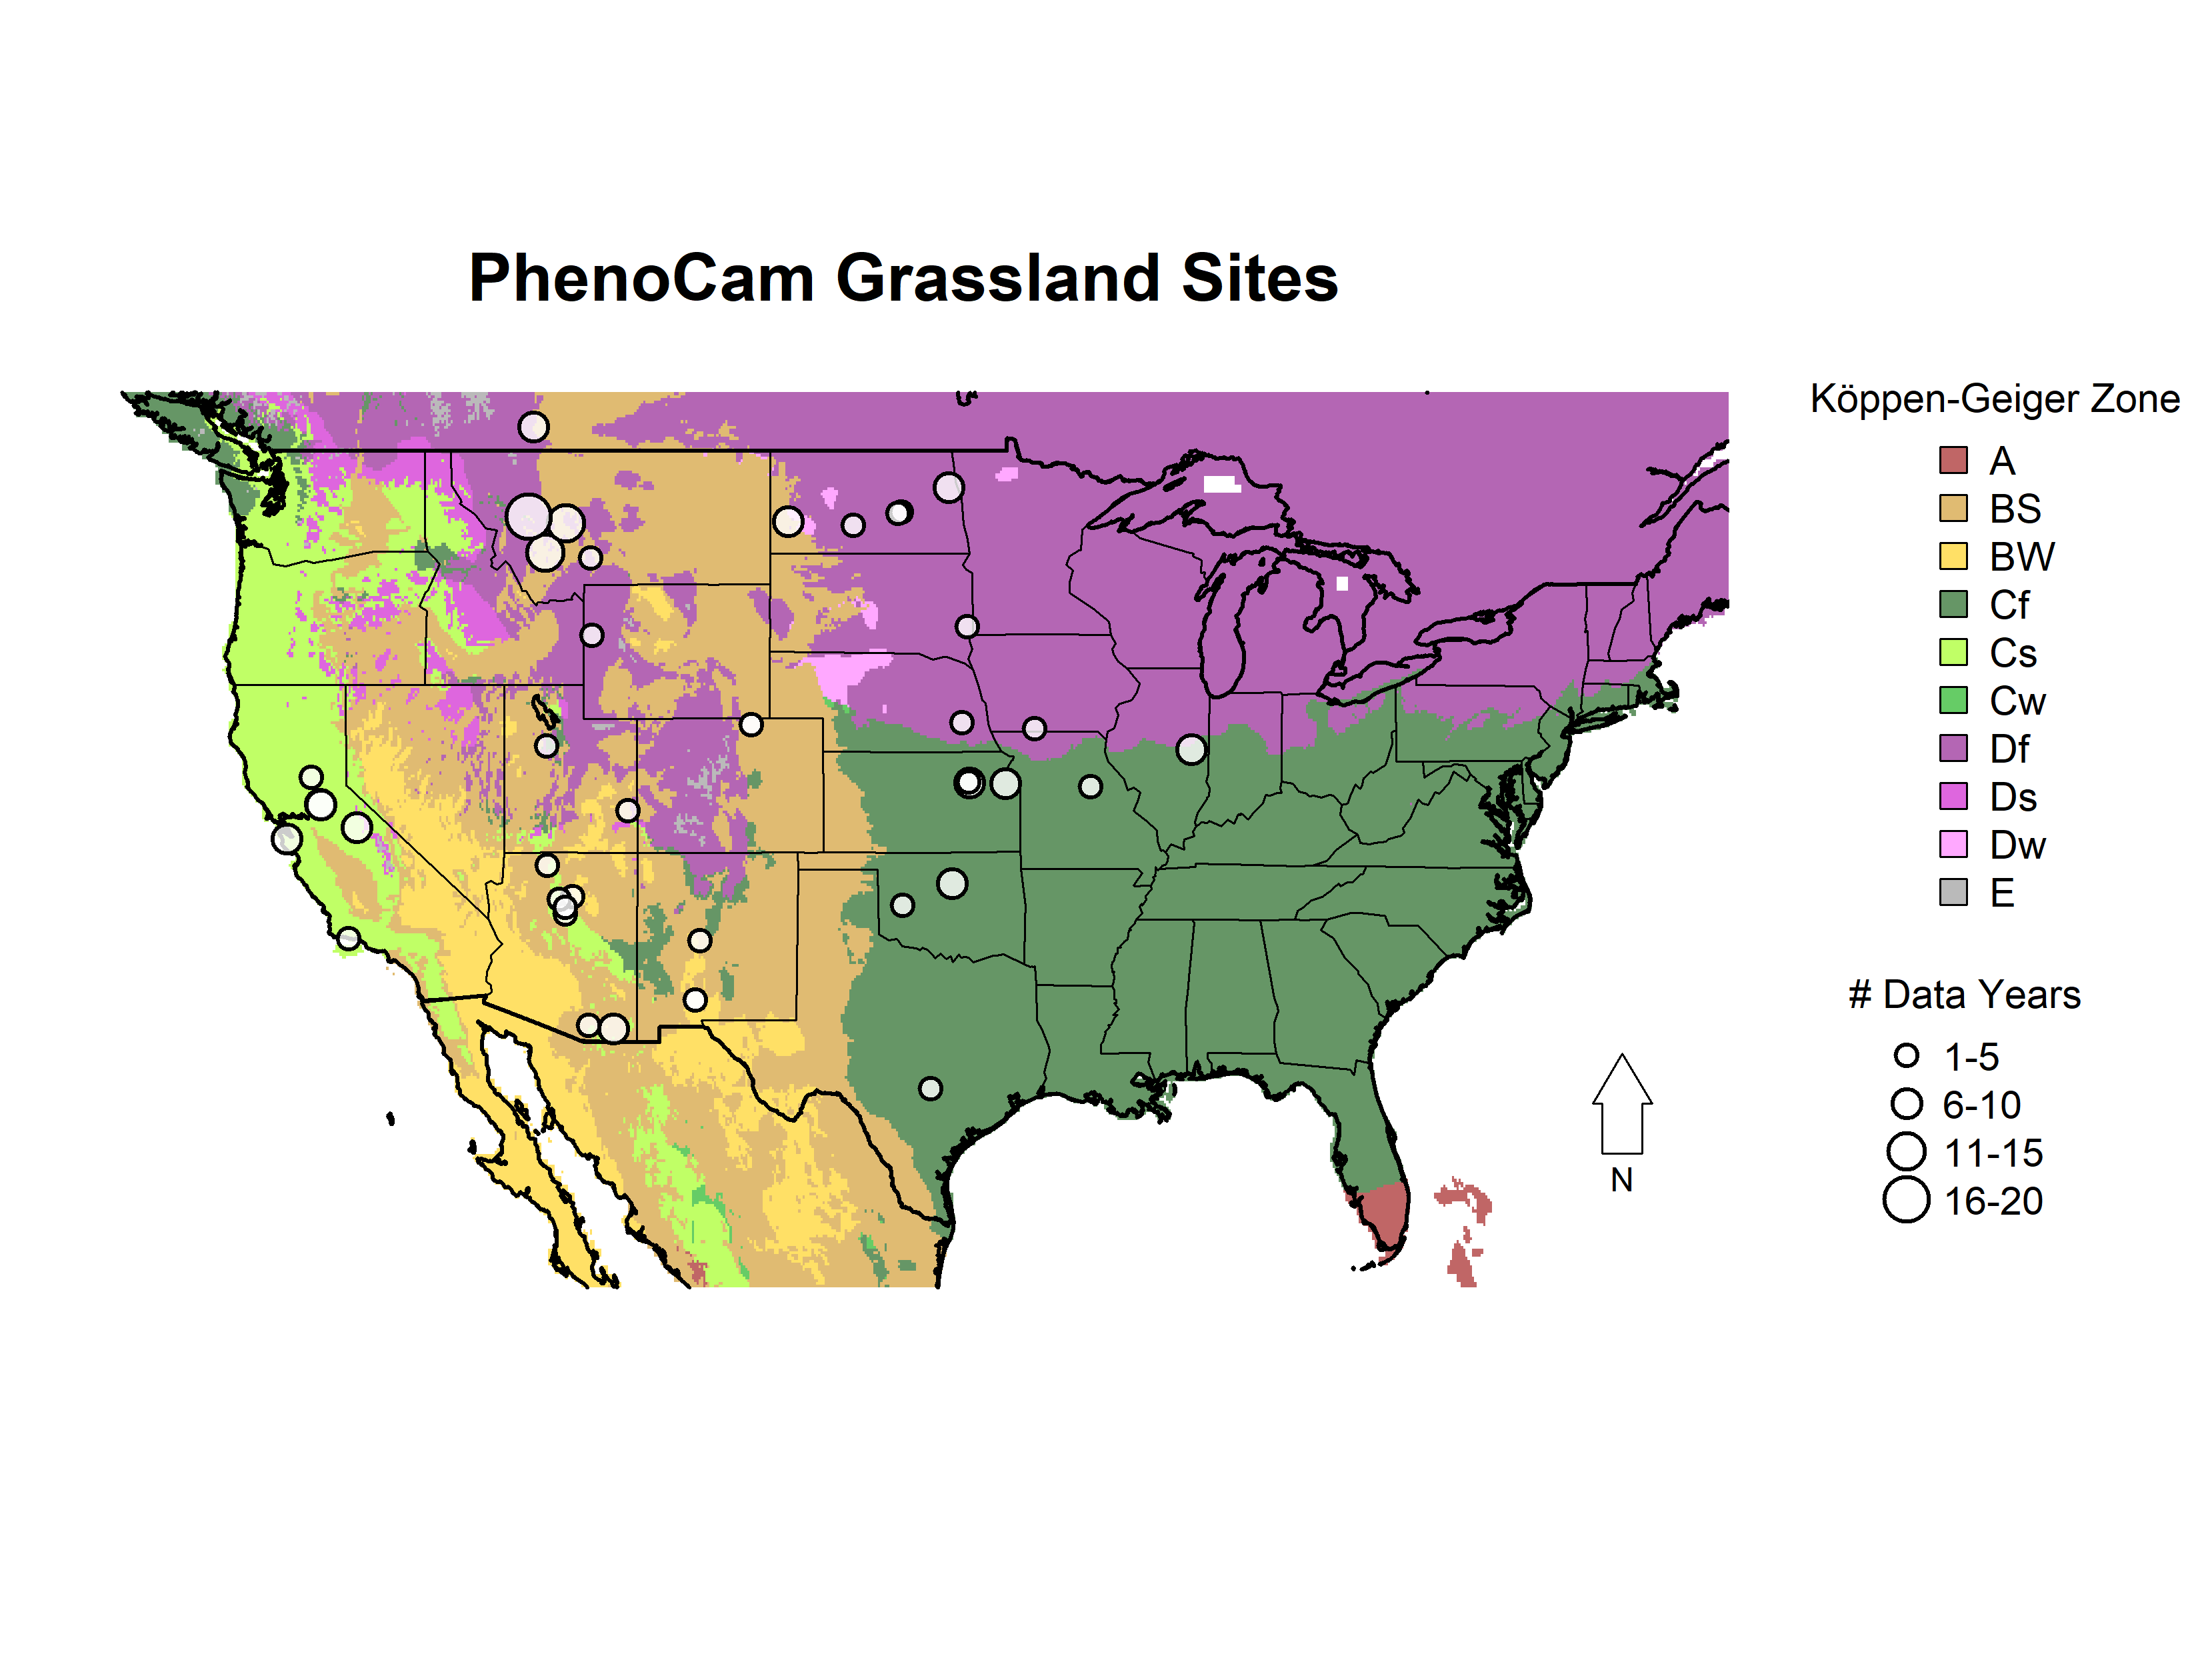 PhenoCam Grassland Sites
Köppen-Geiger Zone
A
BS
BW
Cf
Cs
Cw
Df
Ds
Dw
E
# Data Years
1-5
6-10
11-15
16-20
N